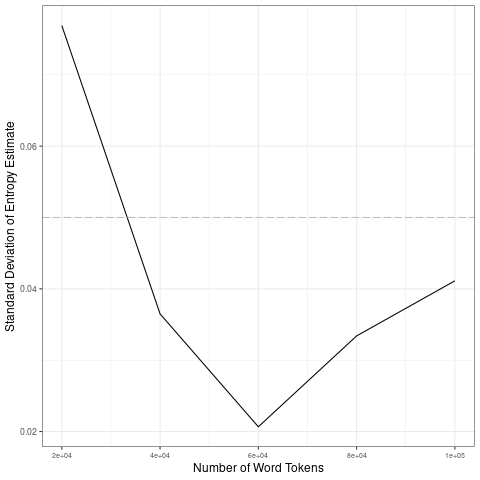 Standard Deviation of Entropy Estimate
0.06
0.04
0.02
2e+04 4e+04 6e+04 8e+04 1e+05
Number of Word Tokens